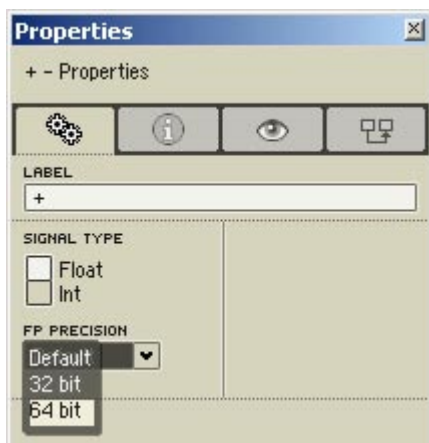 Properties
+ - Properties
LABEL
+
SIGNAL TYPE
Float
Int
FP PRECISION
Default
32 bit
64 bit